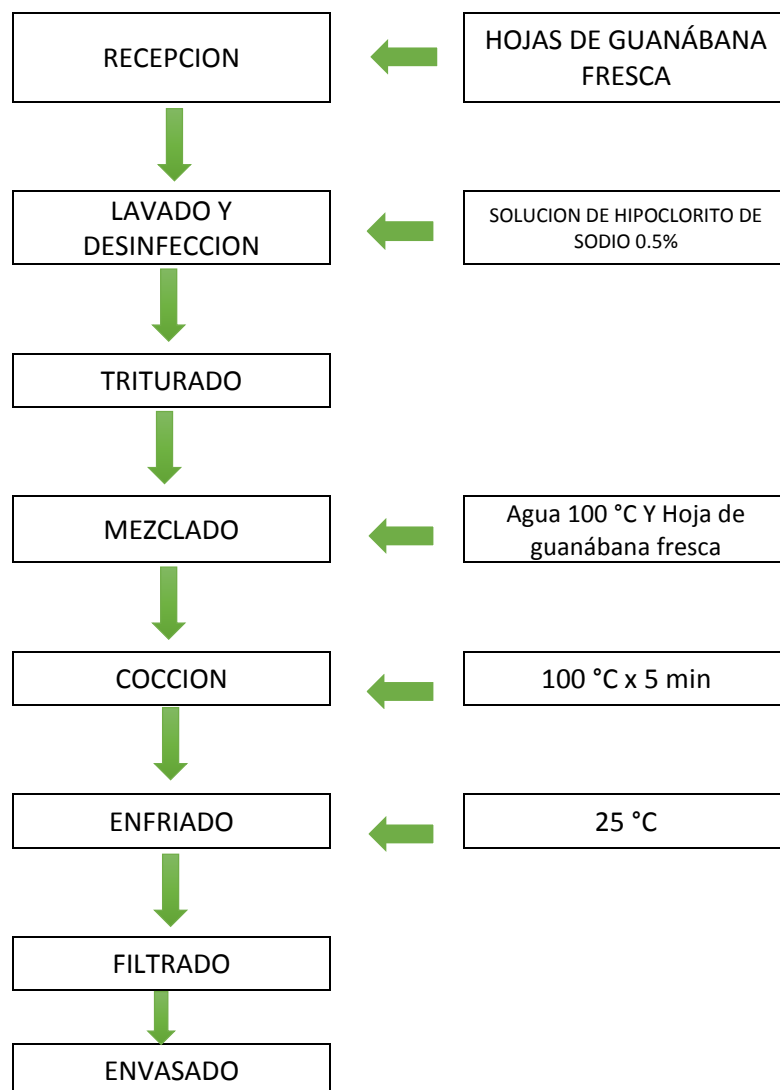 RECEPCION
HOJAS DE GUANÁBANA
FRESCA
LAVADO Y
DESINFECCION
SOLUCION DE HIPOCLORITO DE
SODIO 0.5%
TRITURADO
MEZCLADO
Agua 100 °C Y Hoja de
guanábana fresca
COCCION
100 °C x 5 min
ENFRIADO
25 °C
FILTRADO
ENVASADO